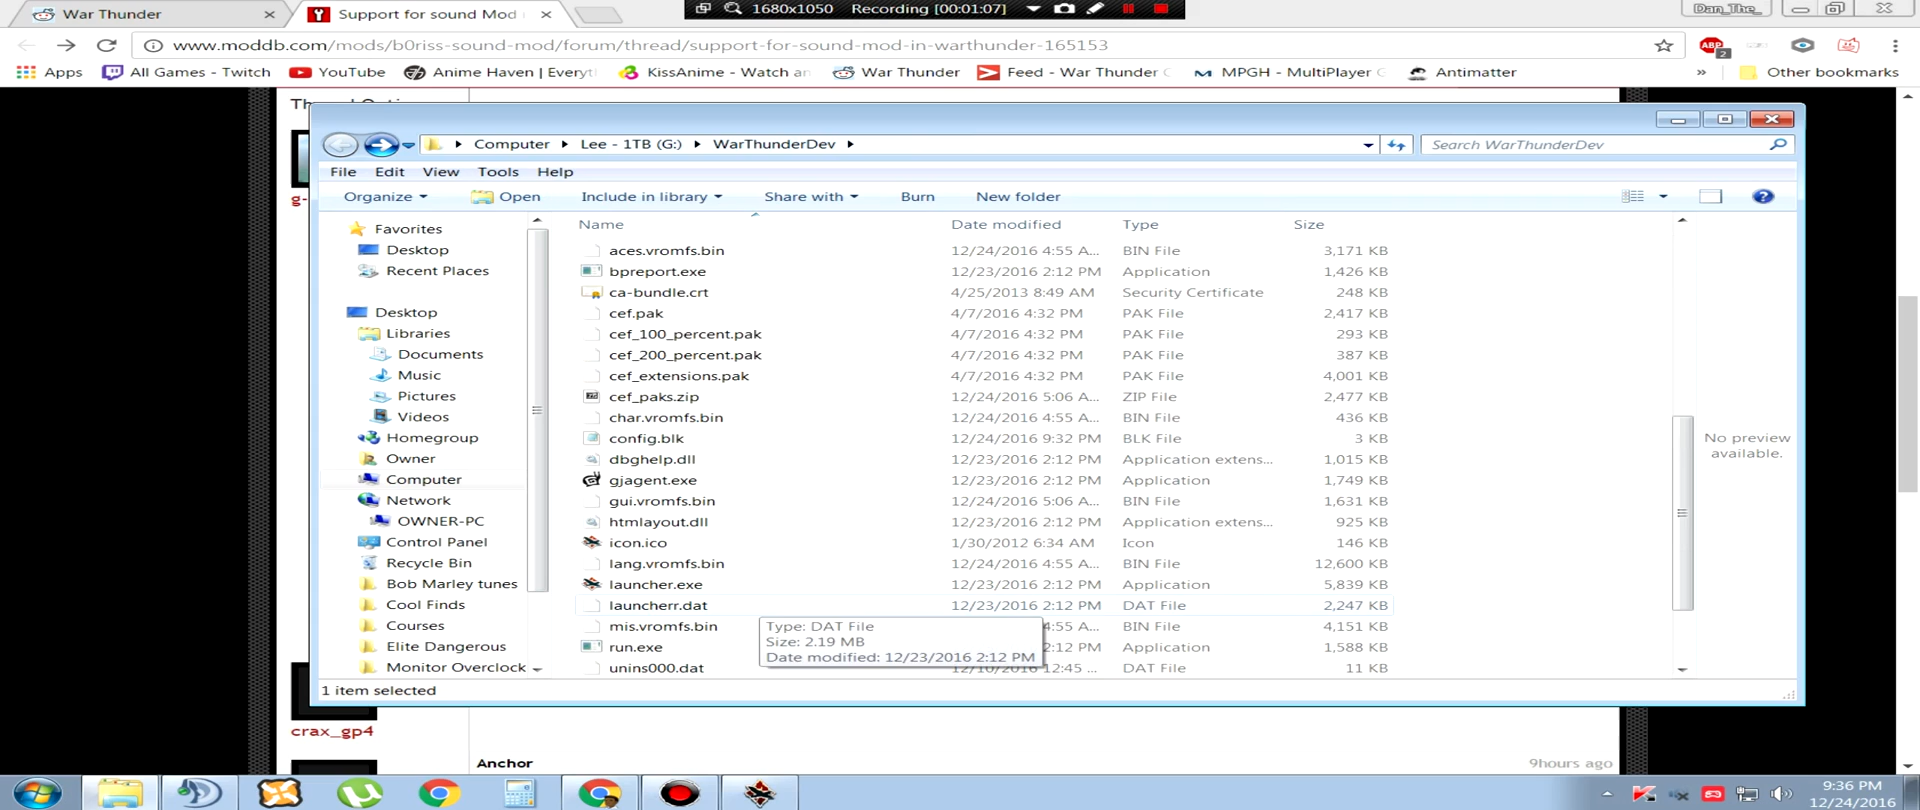 War Thunder
Support for sound Mod
1680x1050 Recording [00:01:07]
Dan_The_
www.moddb.com/mods/b0riss-sound-mod/forum/thread/support-for-sound-mod-in-warthunder-165153
ABP 2
Apps All Games - Twitch YouTube Anime Haven | Everyt KissAnime - Watch an War Thunder Feed - War Thunder MPGH - MultiPlayer Antimatter » Other bookmarks
Computer Lee - 1TB (G:) WarThunderDev
Search WarThunderDev
File Edit View Tools Help
Organize Open Include in library Share with Burn New folder
Name Date modified Type Size
Favorites
Desktop
Recent Places
Desktop
Libraries
Documents
Music
Pictures
Videos
Homegroup
Owner
Computer
Network
OWNER-PC
Control Panel
Recycle Bin
Bob Marley tunes
Cool Finds
Courses
Elite Dangerous
Monitor Overclock
aces.vromfs.bin 12/24/2016 4:55 A... BIN File 3,171 KB
bpreport.exe 12/23/2016 2:12 PM Application 1,426 KB
ca-bundle.crt 4/25/2013 8:49 AM Security Certificate 248 KB
cef.pak 4/7/2016 4:32 PM PAK File 2,417 KB
cef_100_percent.pak 4/7/2016 4:32 PM PAK File 293 KB
cef_200_percent.pak 4/7/2016 4:32 PM PAK File 387 KB
cef_extensions.pak 4/7/2016 4:32 PM PAK File 4,001 KB
cef_paks.zip 12/24/2016 5:06 A... ZIP File 2,477 KB
char.vromfs.bin 12/24/2016 4:55 A... BIN File 436 KB
config.blk 12/24/2016 9:32 PM BLK File 3 KB
dbghelp.dll 12/23/2016 2:12 PM Application extens... 1,015 KB
gjagent.exe 12/23/2016 2:12 PM Application 1,749 KB
gui.vromfs.bin 12/24/2016 5:06 A... BIN File 1,631 KB
htmlayout.dll 12/23/2016 2:12 PM Application extens... 925 KB
icon.ico 1/30/2012 6:34 AM Icon 146 KB
lang.vromfs.bin 12/24/2016 4:55 A... BIN File 12,600 KB
launcher.exe 12/23/2016 2:12 PM Application 5,839 KB
launcherr.dat 12/23/2016 2:12 PM DAT File 2,247 KB
mis.vromfs.bin 4:55 A... BIN File 4,151 KB
run.exe 2:12 PM Application 1,588 KB
unins000.dat 12/10/2016 12:45 ... DAT File 11 KB
Type: DAT File
Size: 2.19 MB
Date modified: 12/23/2016 2:12 PM
No preview
available.
1 item selected
crax_gp4
Anchor
9hours ago
9:36 PM
12/24/2016